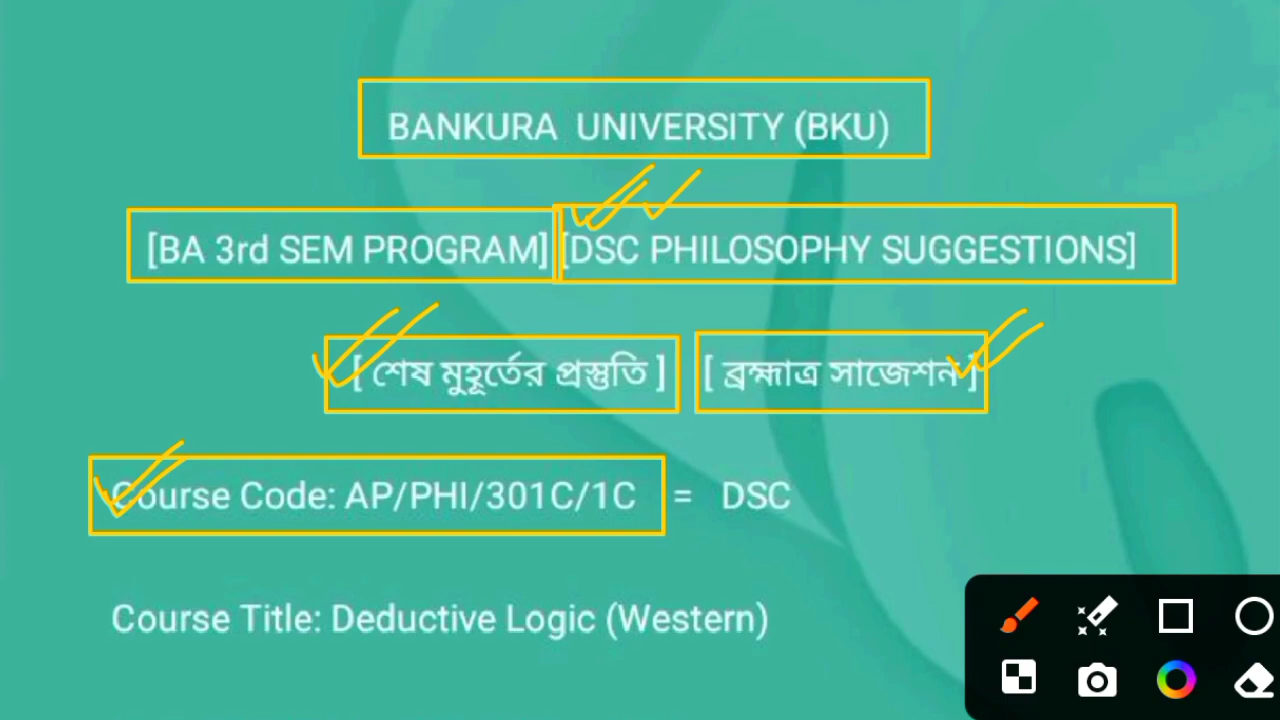 BANKURA UNIVERSITY (BKU)
[BA 3rd SEM PROGRAM] [DSC PHILOSOPHY SUGGESTIONS]
[ শেষ মুহূর্তের প্রস্তুতি ] [ ব্রহ্মাত্র সাজেশন ]
Course Code: AP/PHI/301C/1C = DSC
Course Title: Deductive Logic (Western)